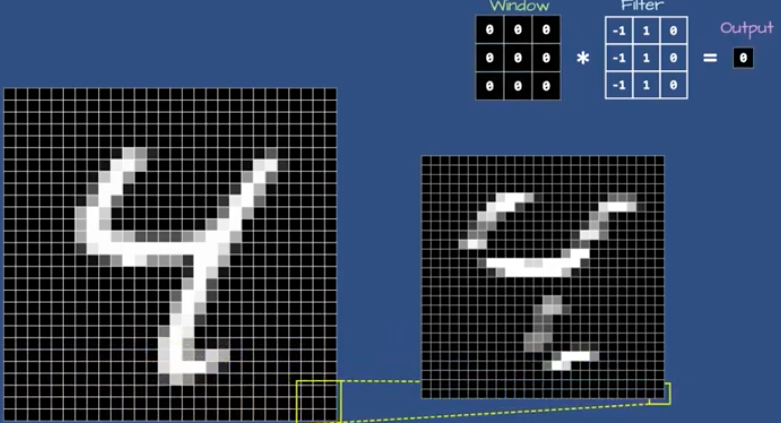 Window
Filter
Output
0 0 0 -1 1 0
0 0 0 * -1 1 0 = 0
0 0 0 -1 1 0